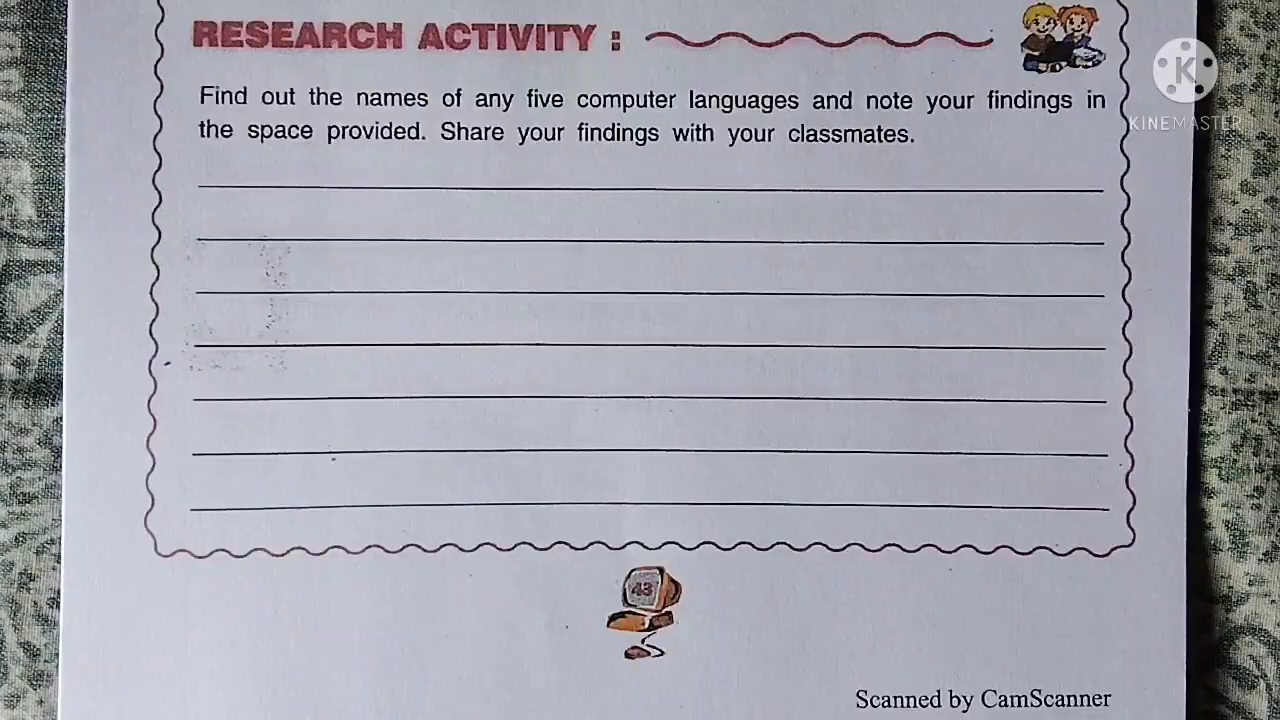 RESEARCH ACTIVITY :
K
KINEMASTER
Find out the names of any five computer languages and note your findings in
the space provided. Share your findings with your classmates.
43
Scanned by CamScanner